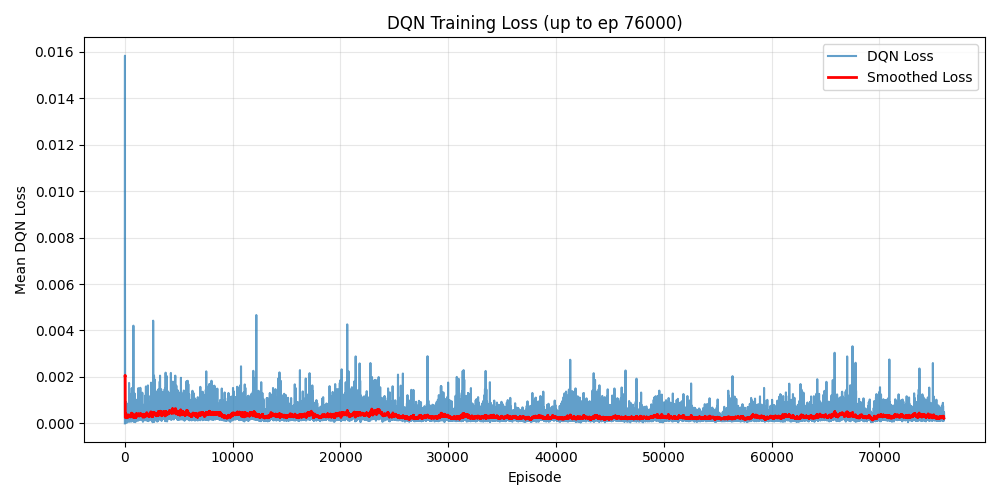 DQN Training Loss (up to ep 76000)
DQN Loss
Smoothed Loss
Mean DQN Loss
0.016
0.014
0.012
0.010
0.008
0.006
0.004
0.002
0.000
0 10000 20000 30000 40000 50000 60000 70000
Episode